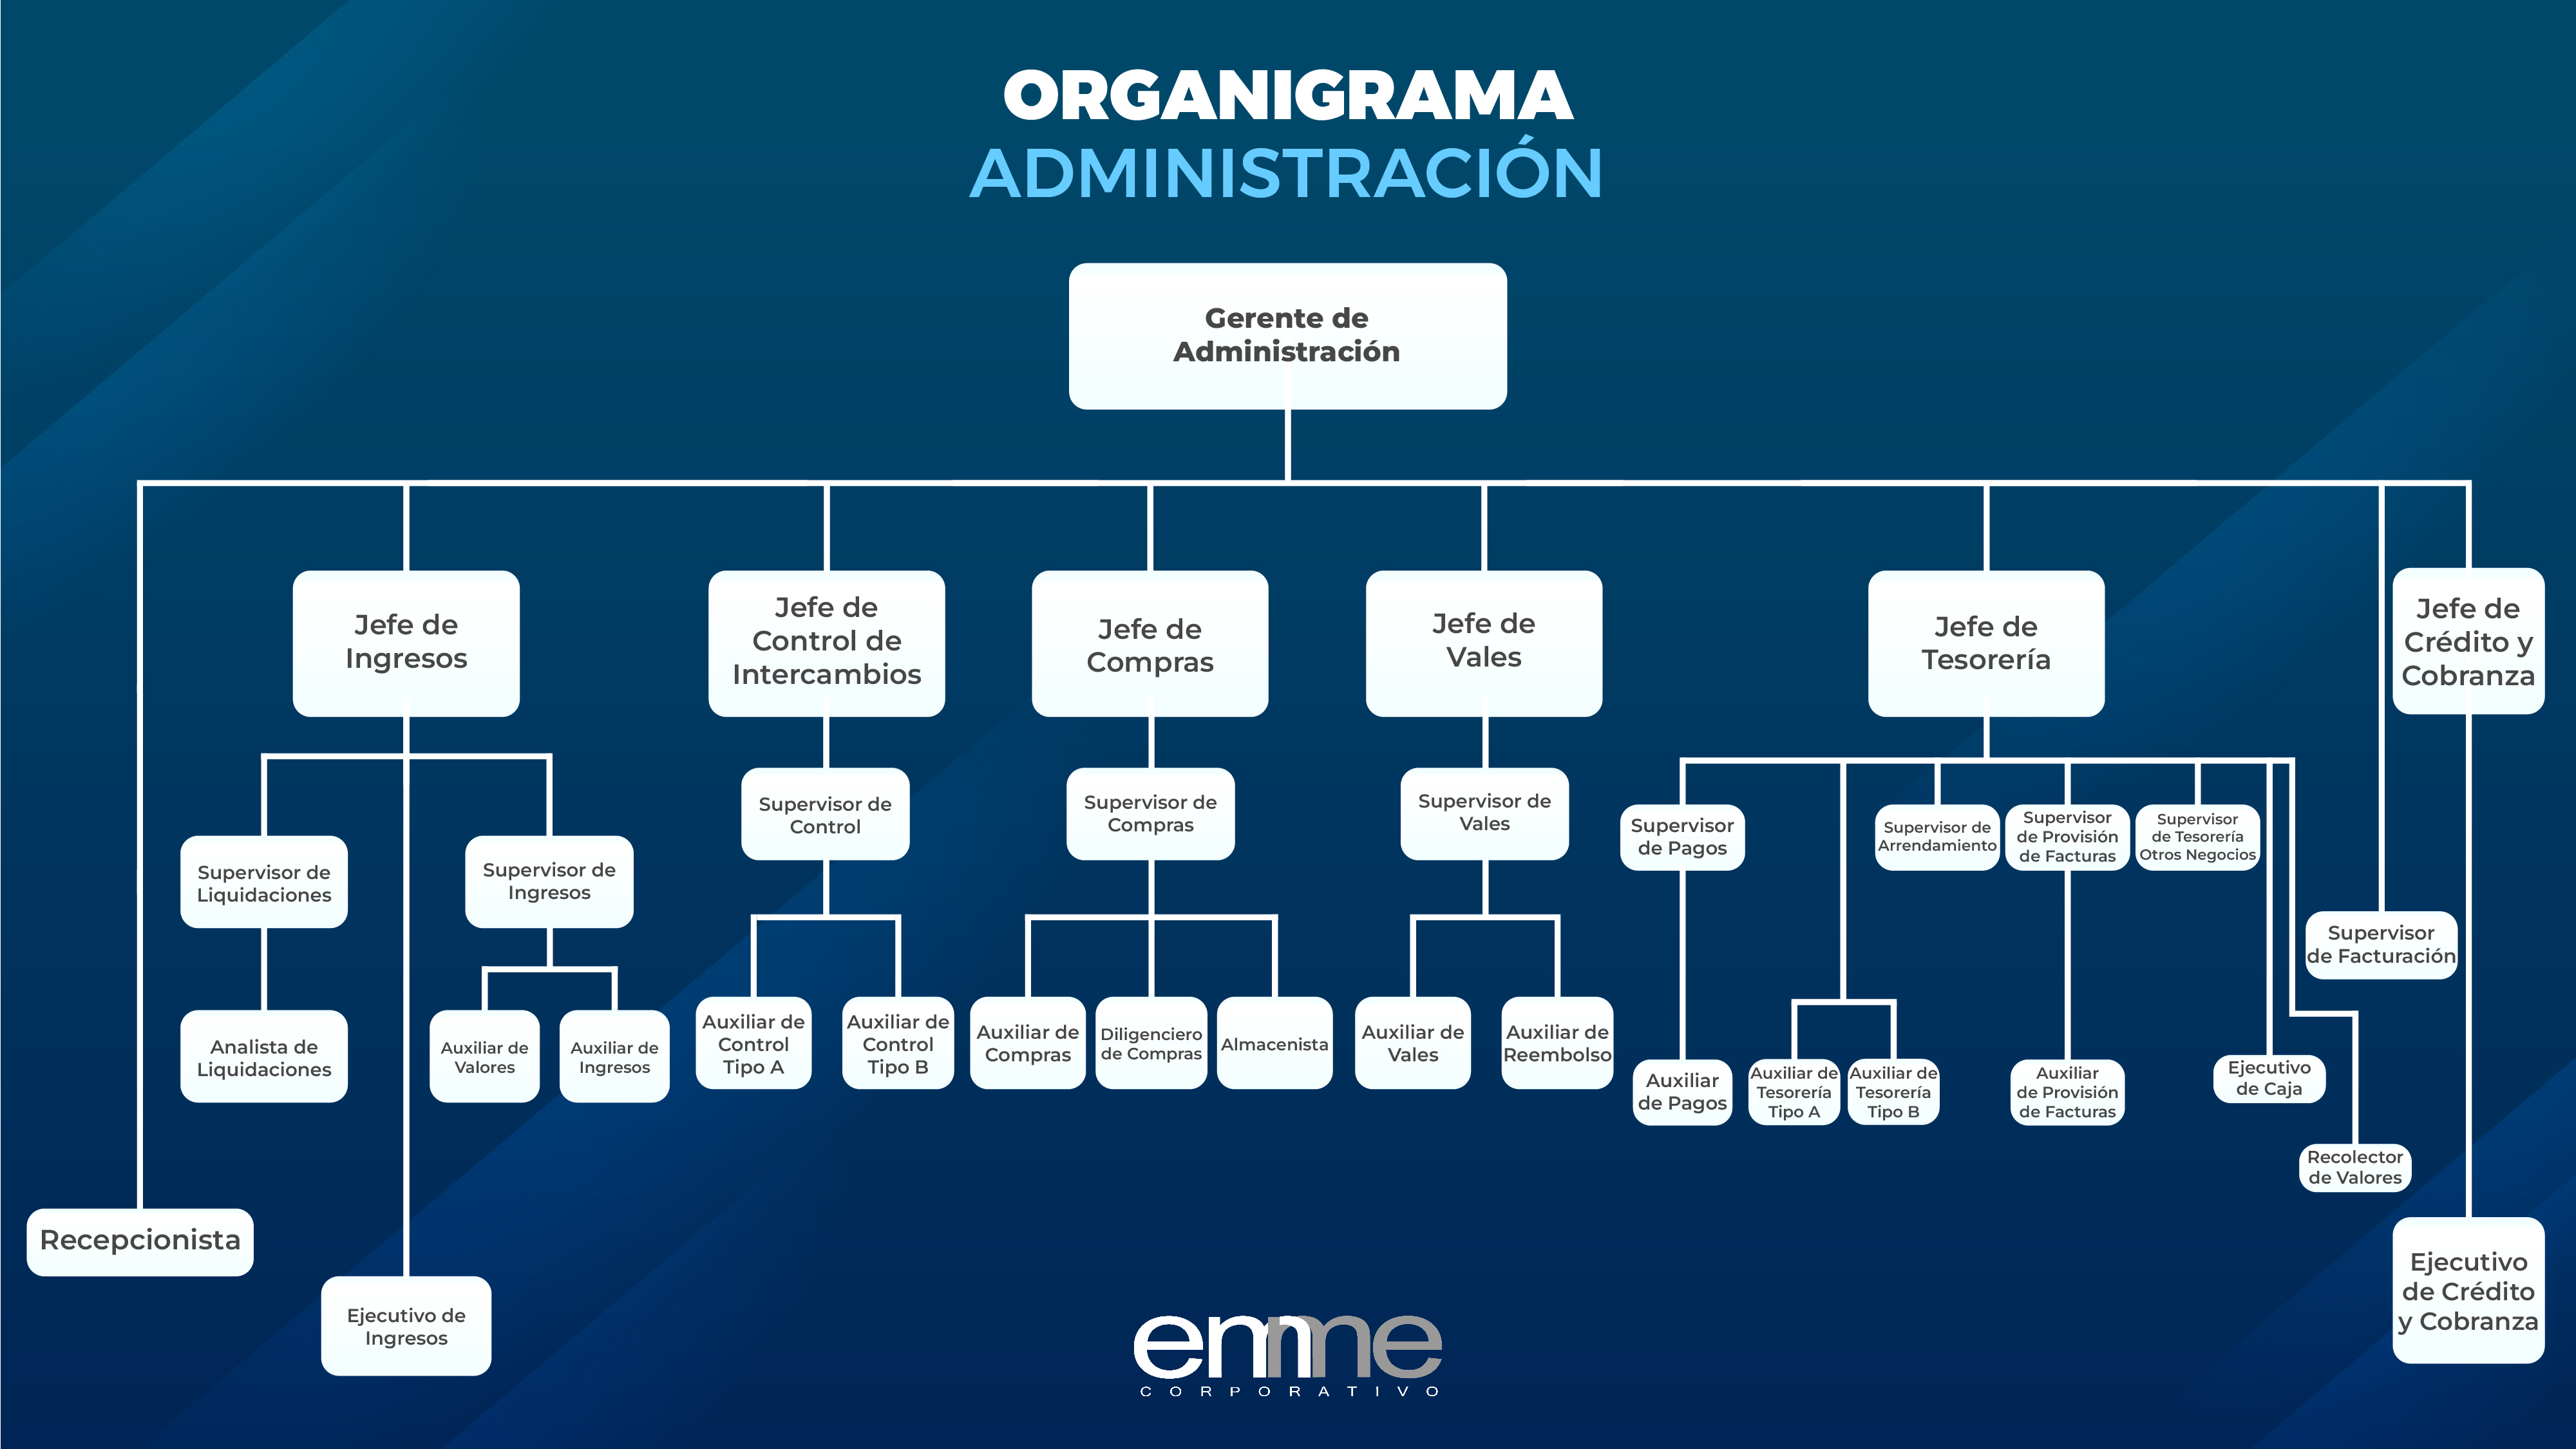 ORGANIGRAMA
ADMINISTRACIÓN
Gerente de
Administración
Jefe de
Ingresos
Jefe de
Control de
Intercambios
Jefe de
Compras
Jefe de
Vales
Jefe de
Tesorería
Jefe de
Crédito y
Cobranza
Supervisor de
Liquidaciones
Supervisor de
Ingresos
Supervisor de
Control
Supervisor de
Compras
Supervisor de
Vales
Supervisor
de Pagos
Supervisor de
Arrendamiento
Supervisor
de Provisión
de Facturas
Supervisor
de Tesorería
Otros Negocios
Supervisor
de Facturación
Analista de
Liquidaciones
Auxiliar de
Valores
Auxiliar de
Ingresos
Auxiliar de
Control
Tipo A
Auxiliar de
Control
Tipo B
Auxiliar de
Compras
Diligenciero
de Compras
Almacenista
Auxiliar de
Vales
Auxiliar de
Reembolso
Auxiliar
de Pagos
Auxiliar de
Tesorería
Tipo A
Auxiliar de
Tesorería
Tipo B
Auxiliar
de Provisión
de Facturas
Ejecutivo
de Caja
Recolector
de Valores
Recepcionista
Ejecutivo de
Ingresos
Ejecutivo
de Crédito
y Cobranza
emme
CORPORATIVO